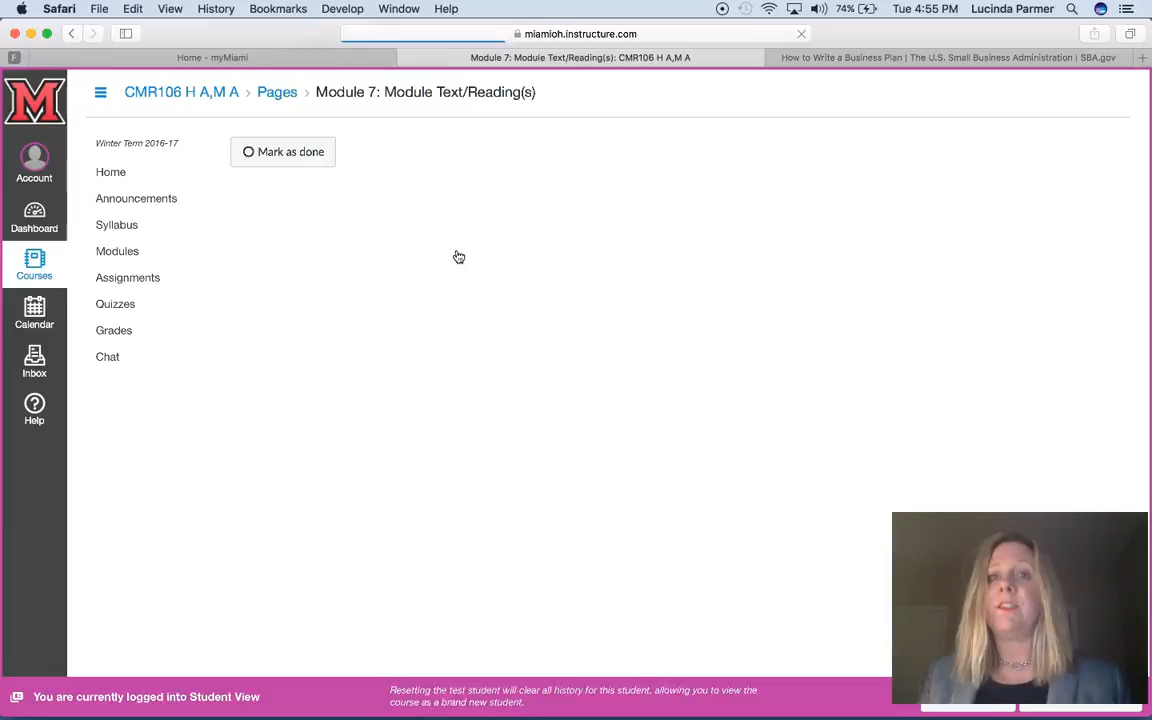 Safari File Edit View History Bookmarks Develop Window Help 74% Tue 4:55 PM Lucinda Parmer
miamioh.instructure.com
F Home - myMiami Module 7: Module Text/Reading(s): CMR106 H A,M A How to Write a Business Plan | The U.S. Small Business Administration | SBA.gov
M
CMR106 H A,M A > Pages > Module 7: Module Text/Reading(s)
Winter Term 2016-17
Mark as done
Home
Announcements
Syllabus
Modules
Assignments
Quizzes
Grades
Chat
Account
Dashboard
Courses
Calendar
Inbox
Help
You are currently logged into Student View
Resetting the test student will clear all history for this student, allowing you to view the
course as a brand new student.